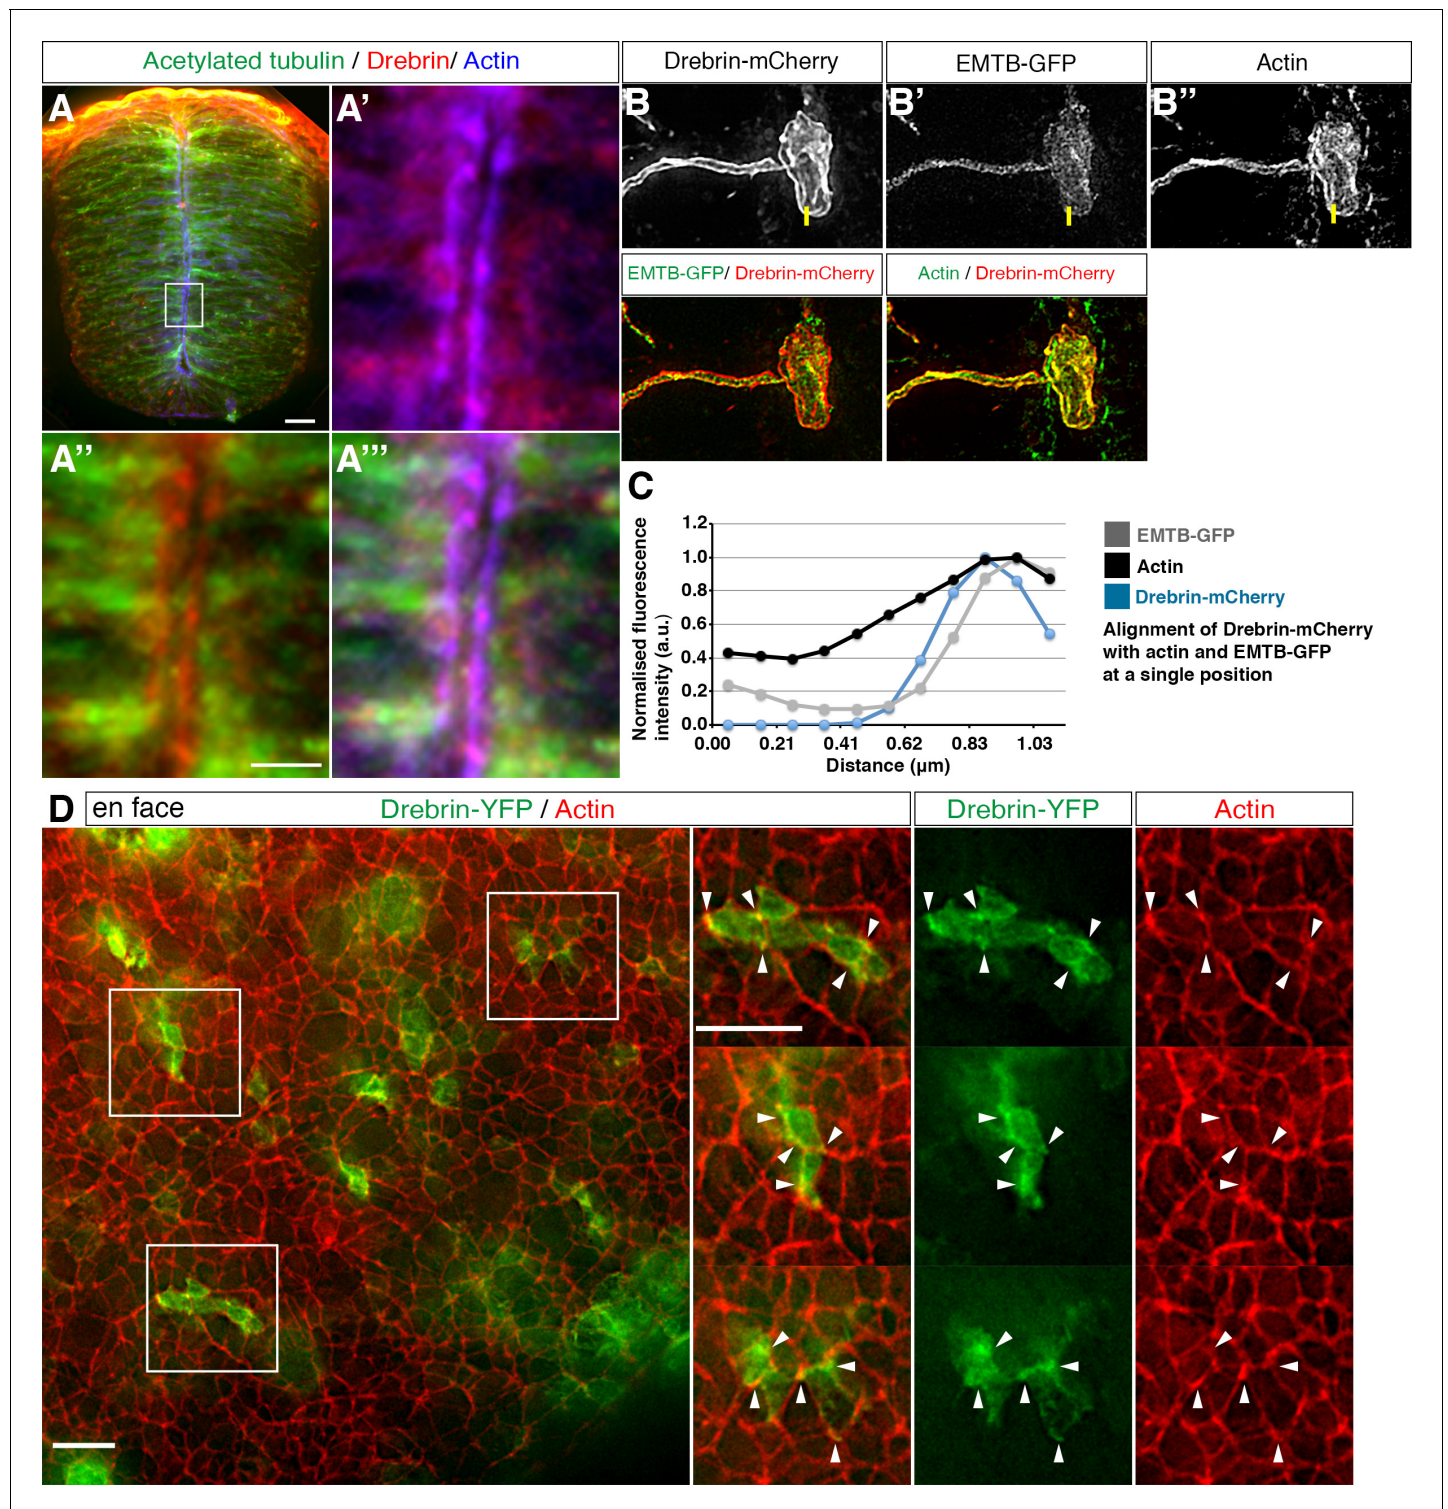 Acetylated tubulin / Drebrin/ Actin
A
A’
A’’
A’’’
Drebrin-mCherry
EMTB-GFP
Actin
B
B’
B’’
EMTB-GFP/ Drebrin-mCherry
Actin / Drebrin-mCherry
C
Normalised fluorescence
intensity (a.u.)
1.2
1.0
0.8
0.6
0.4
0.2
0.0
0.00 0.21 0.41 0.62 0.83 1.03
Distance (µm)
EMTB-GFP
Actin
Drebrin-mCherry
Alignment of Drebrin-mCherry
with actin and EMTB-GFP
at a single position
D
en face
Drebrin-YFP / Actin
Drebrin-YFP
Actin